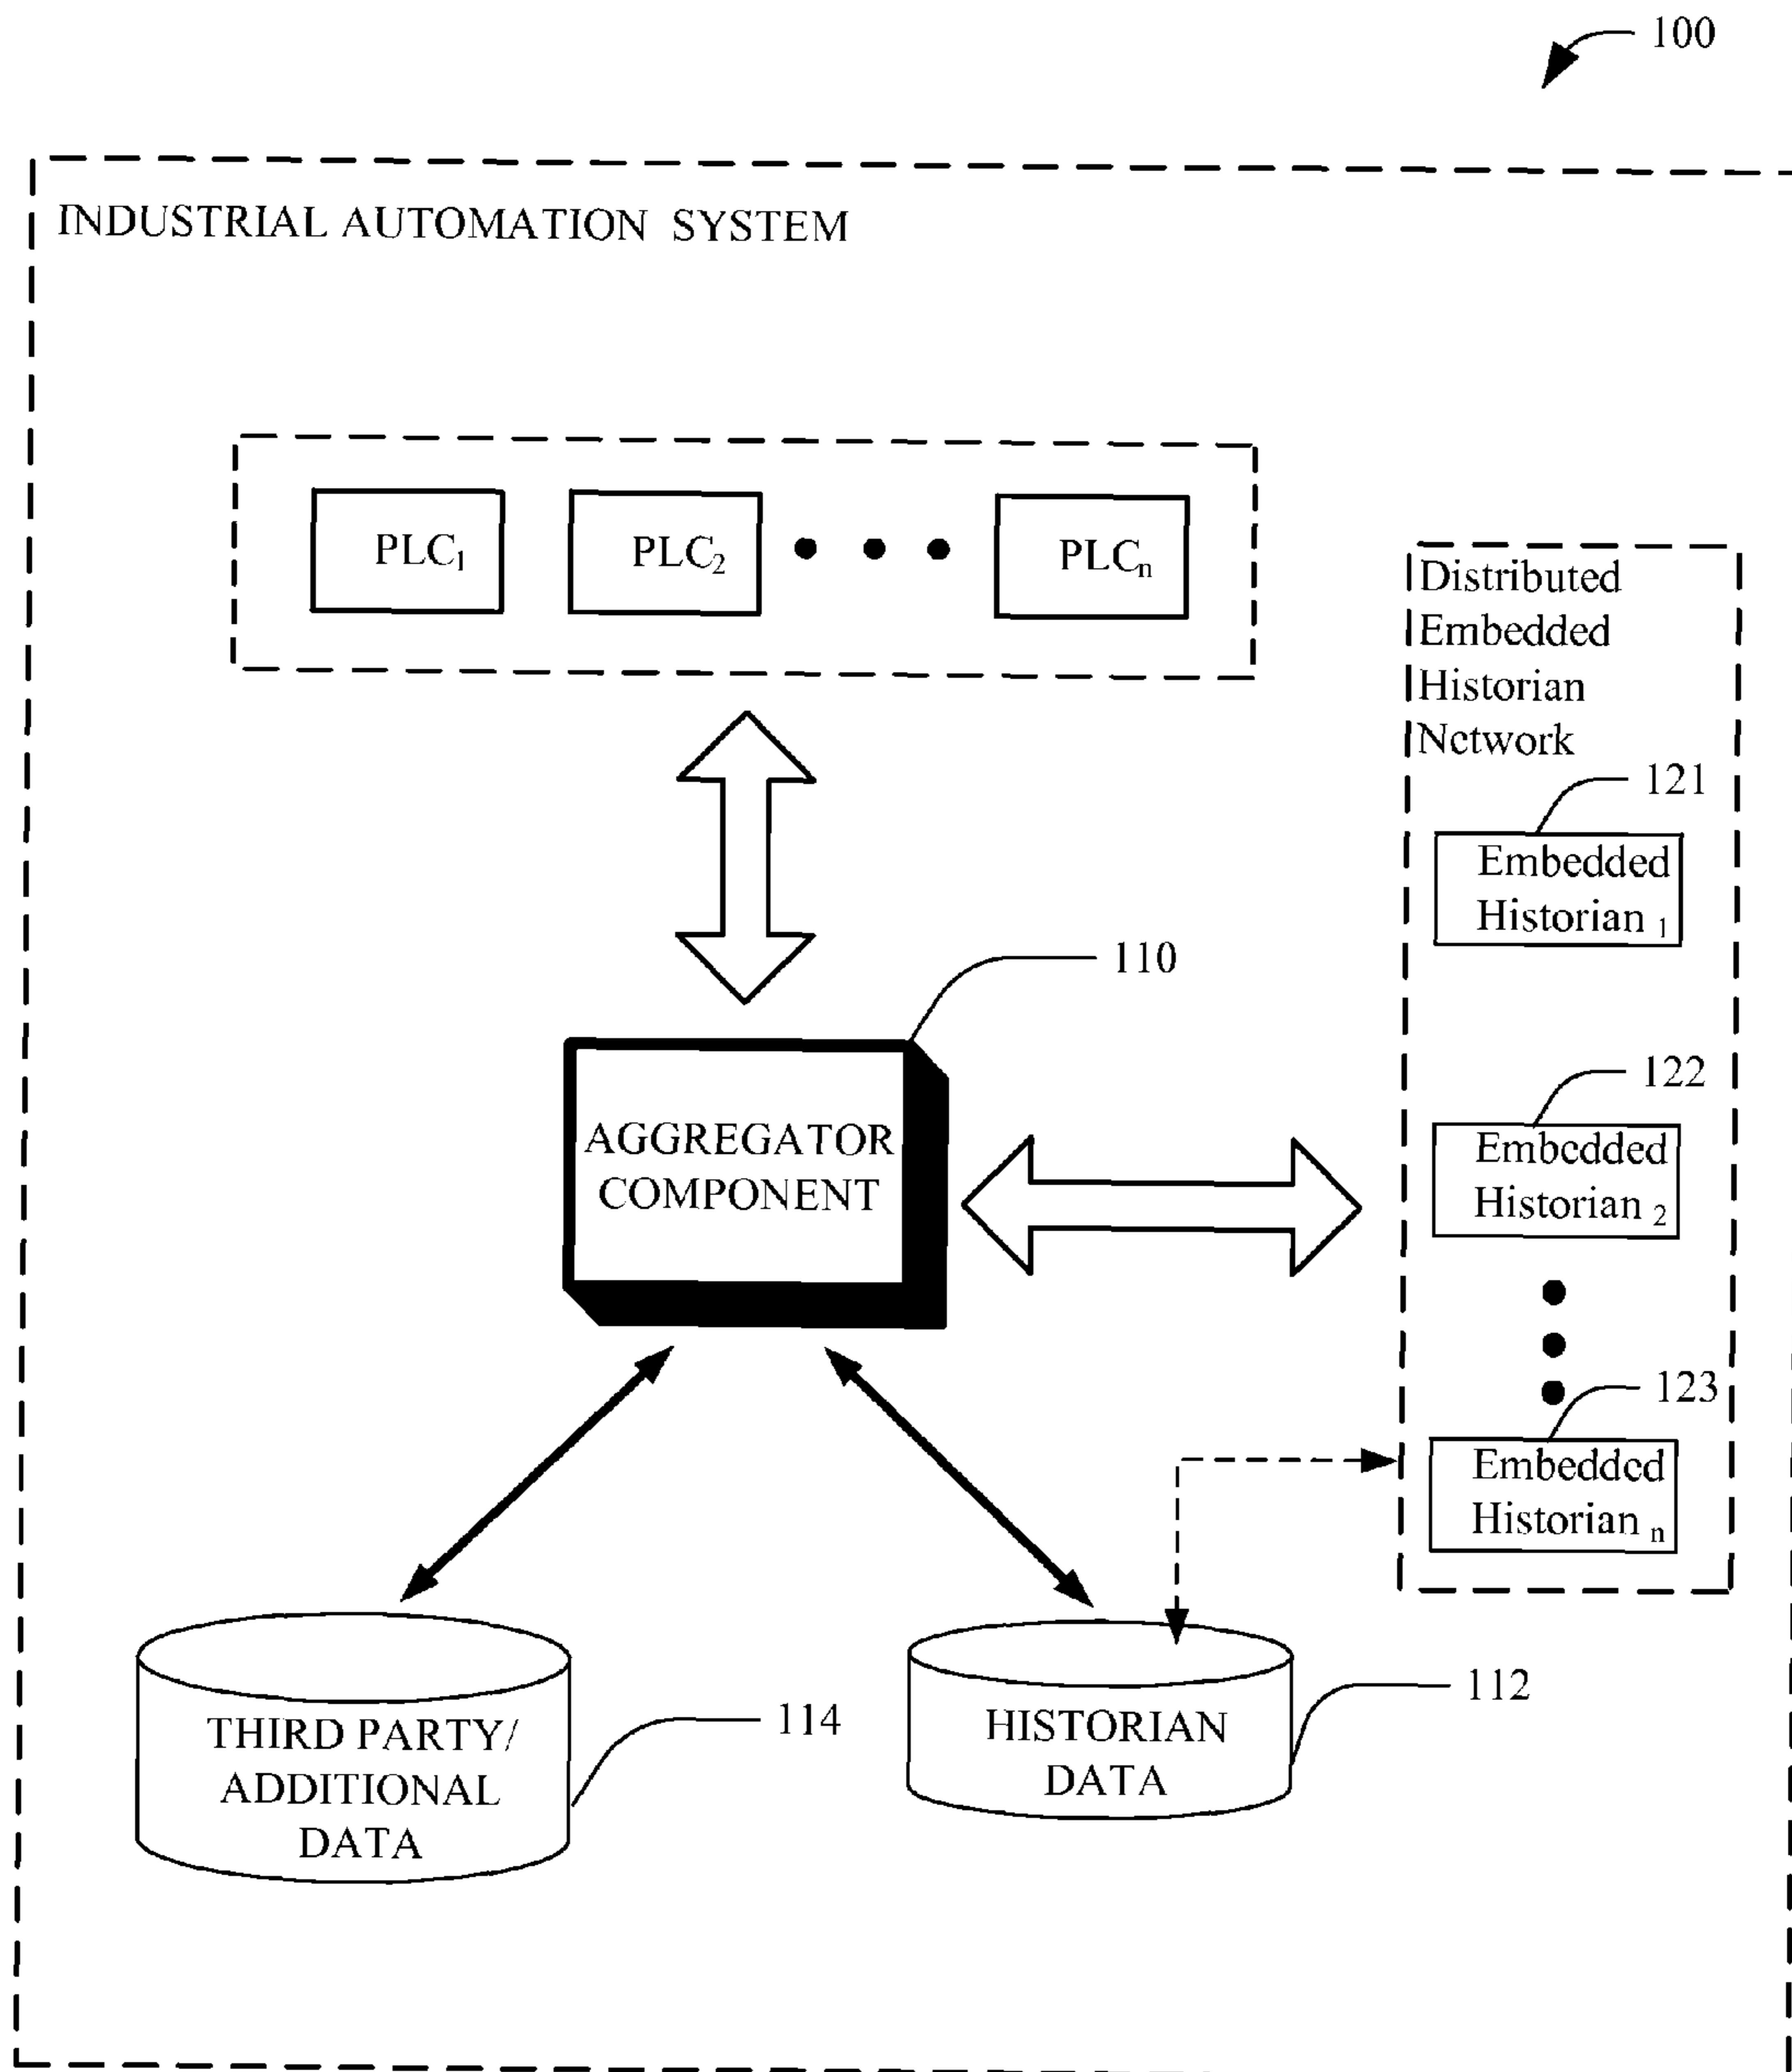 100
INDUSTRIAL AUTOMATION SYSTEM
PLC1
PLC2
PLCn
Distributed
Embedded
Historian
Network
121
Embedded
Historian 1
110
AGGREGATOR
COMPONENT
122
Embedded
Historian 2
123
Embedded
Historian n
THIRD PARTY/
ADDITIONAL
DATA
114
HISTORIAN
DATA
112